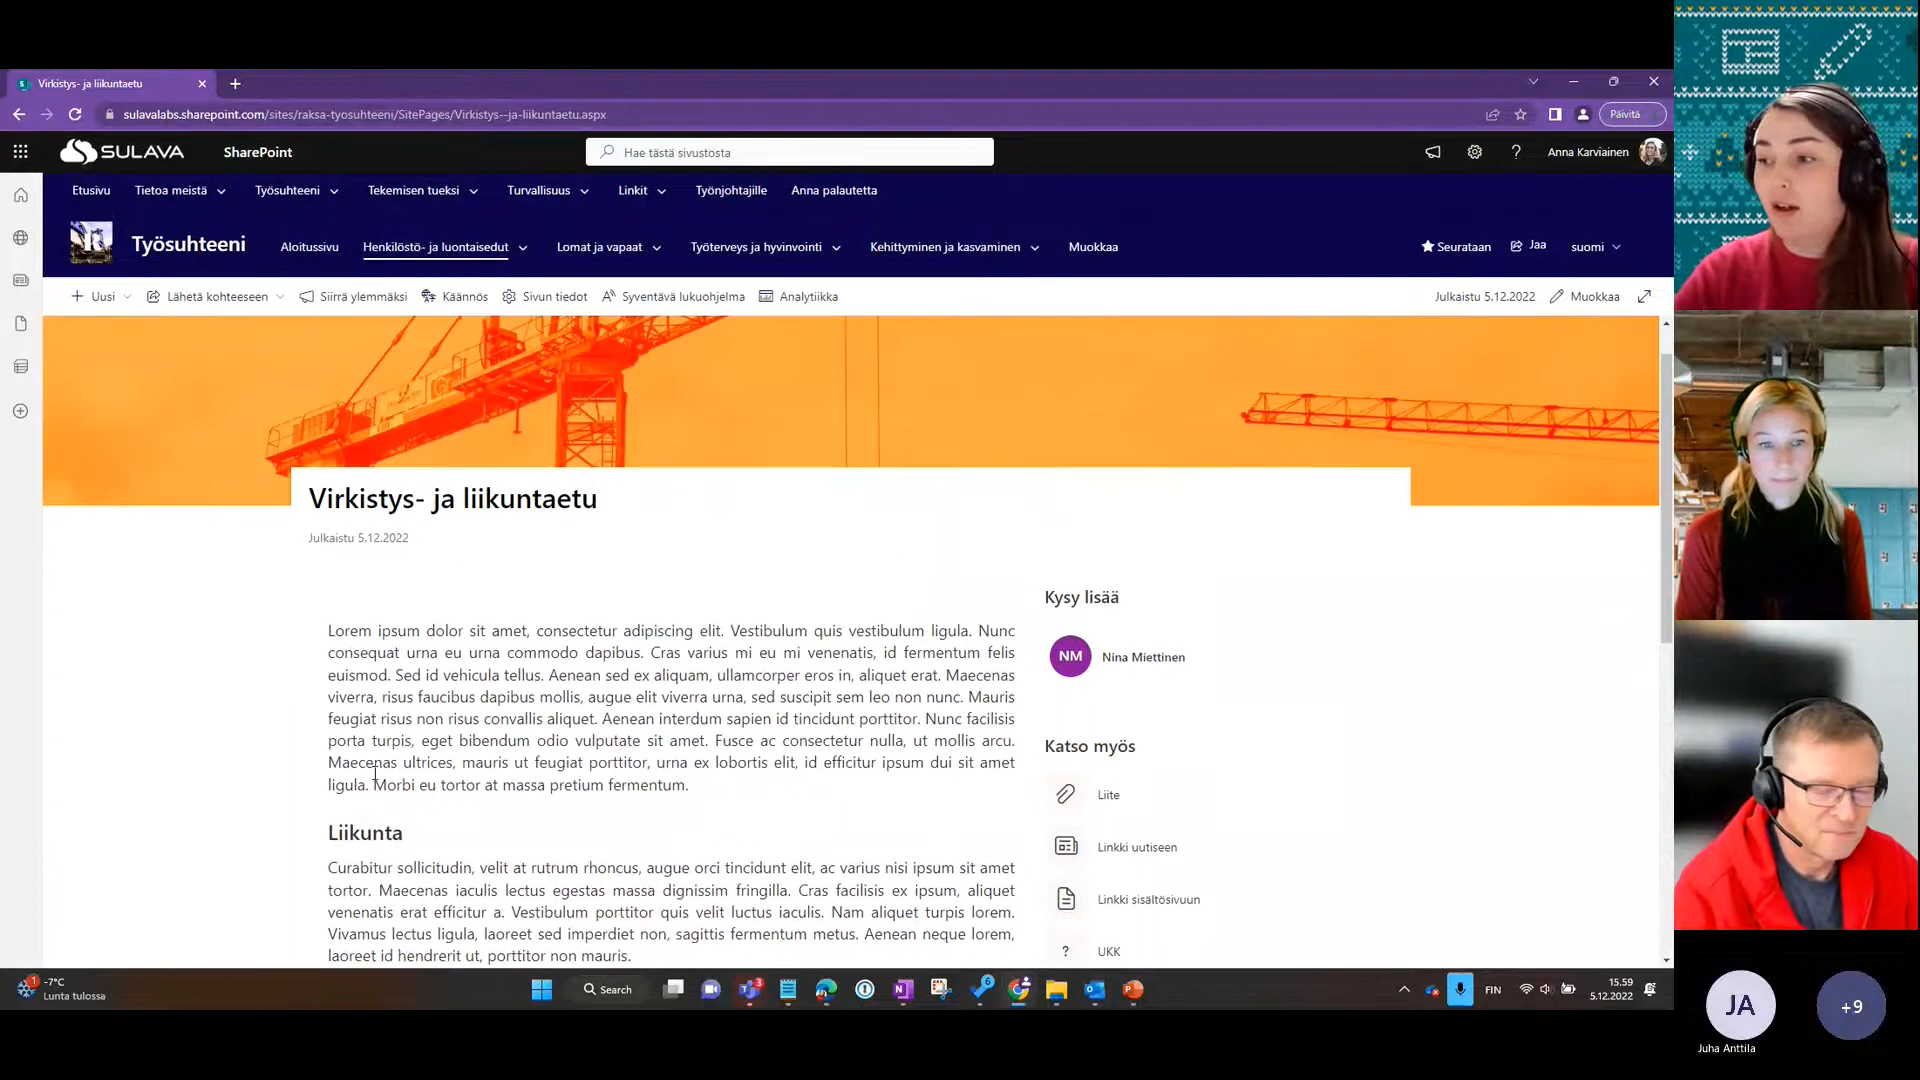 Virkistys- ja liikuntaetu
sulavalabs.sharepoint.com/sites/raksa-tyosuhteeni/SitePages/Virkistys--ja-liikuntaetu.aspx
Päivitä
SULAVA
SharePoint
Hae tästä sivustosta
? Anna Karviainen
Etusivu Tietoa meistä Työsuhteeni Tekemisen tueksi Turvallisuus Linkit Työnjohtajille Anna palautetta
Työsuhteeni
Aloitussivu Henkilöstö- ja luontaisedut Lomat ja vapaat Työterveys ja hyvinvointi Kehittyminen ja kasvaminen Muokkaa
Seurataan Jaa suomi
Uusi Lähetä kohteeseen Siirrä ylemmäksi Käännös Sivun tiedot Syventävä lukuohjelma Analytiikka
Julkaistu 5.12.2022 Muokkaa
Virkistys- ja liikuntaetu
Julkaistu 5.12.2022
Lorem ipsum dolor sit amet, consectetur adipiscing elit. Vestibulum quis vestibulum ligula. Nunc
consequat urna eu urna commodo dapibus. Cras varius mi eu mi venenatis, id fermentum felis
euismod. Sed id vehicula tellus. Aenean sed ex aliquam, ullamcorper eros in, aliquet erat. Maecenas
viverra, risus faucibus dapibus mollis, augue elit viverra urna, sed suscipit sem leo non nunc. Mauris
feugiat risus non risus convallis aliquet. Aenean interdum sapien id tincidunt porttitor. Nunc facilisis
porta turpis, eget bibendum odio vulputate sit amet. Fusce ac consectetur nulla, ut mollis arcu.
Maecenas ultrices, mauris ut feugiat porttitor, urna ex lobortis elit, id efficitur ipsum dui sit amet
ligula. Morbi eu tortor at massa pretium fermentum.
Liikunta
Curabitur sollicitudin, velit at rutrum rhoncus, augue orci tincidunt elit, ac varius nisi ipsum sit amet
tortor. Maecenas iaculis lectus egestas massa dignissim fringilla. Cras facilisis ex ipsum, aliquet
venenatis erat efficitur a. Vestibulum porttitor quis velit luctus iaculis. Nam aliquet turpis lorem.
Vivamus lectus ligula, laoreet sed imperdiet non, sagittis fermentum metus. Aenean neque lorem,
laoreet id hendrerit ut, porttitor non mauris.
Kysy lisää
NM Nina Miettinen
Katso myös
Liite
Linkki uutiseen
Linkki sisältösivuun
? UKK
1
-7°C
Lunta tulossa
Search
3
6
FIN
15.59
5.12.2022
JA
Juha Anttila
+9